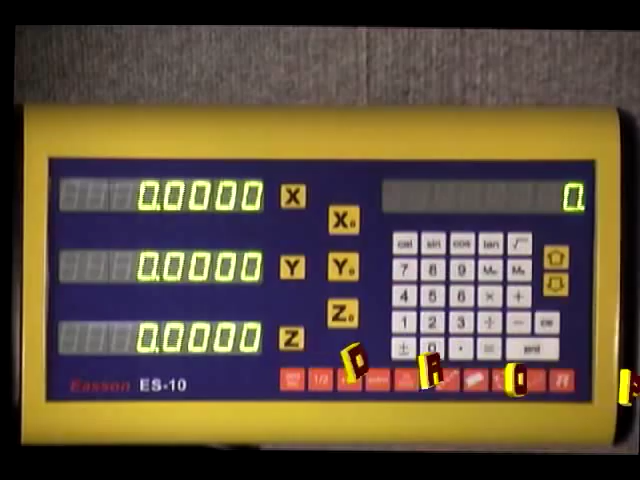 0.0000 X 0.
X₀
cal sin cos tan √
0.0000 Y Y₀ 7 8 9
4 5 6 × +
Z₀
1 2 3 ÷ -
0.0000 Z
± 0 . =
D R O
Easson ES-10 1/2